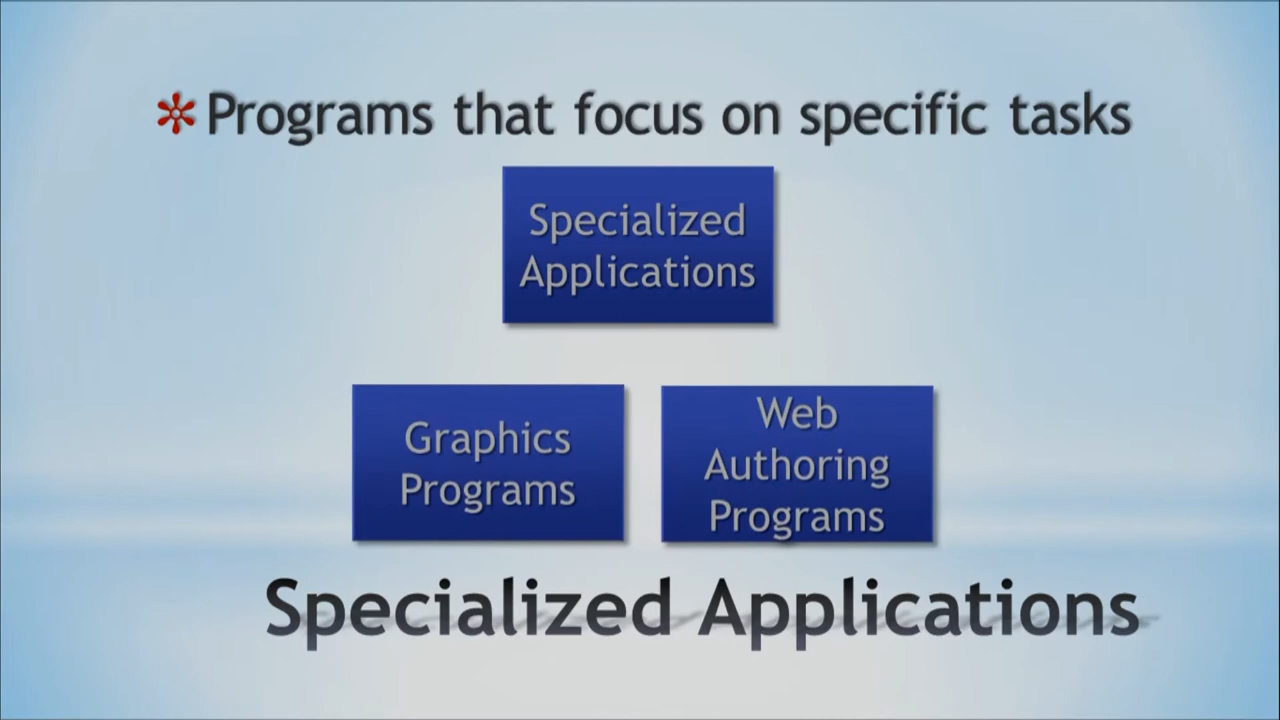 *Programs that focus on specific tasks
Specialized
Applications
Graphics
Programs
Web
Authoring
Programs
Specialized Applications